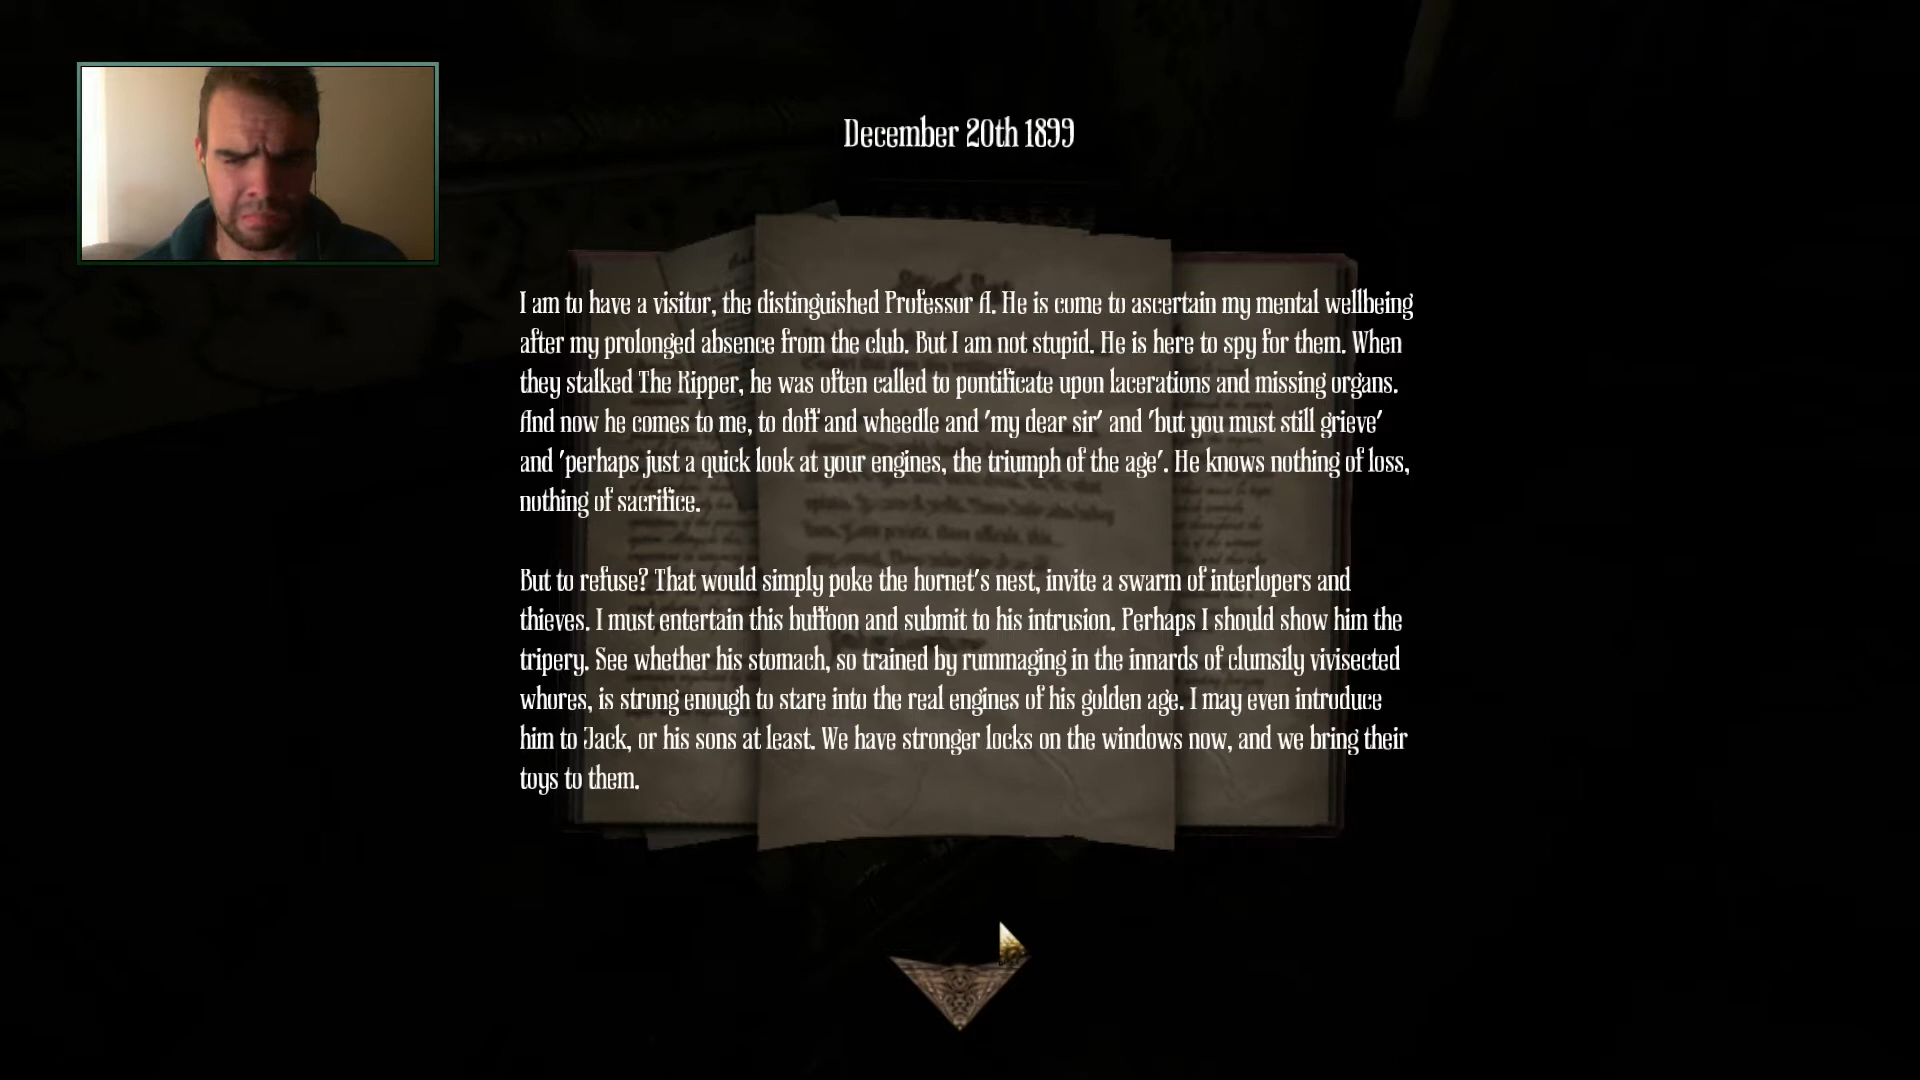 December 20th 1899
I am to have a visitor, the distinguished Professor A. He is come to ascertain my mental wellbeing
after my prolonged absence from the club. But I am not stupid. He is here to spy for them. When
they stalked The Ripper, he was often called to pontificate upon lacerations and missing organs.
And now he comes to me, to doff and wheedle and 'my dear sir' and 'but you must still grieve'
and 'perhaps just a quick look at your engines, the triumph of the age'. He knows nothing of loss,
nothing of sacrifice.
But to refuse? That would simply poke the hornet's nest, invite a swarm of interlopers and
thieves. I must entertain this buffoon and submit to his intrusion. Perhaps I should show him the
tripery. See whether his stomach, so trained by rummaging in the innards of clumsily vivisected
whores, is strong enough to stare into the real engines of his golden age. I may even introduce
him to Jack, or his sons at least. We have stronger locks on the windows now, and we bring their
toys to them.